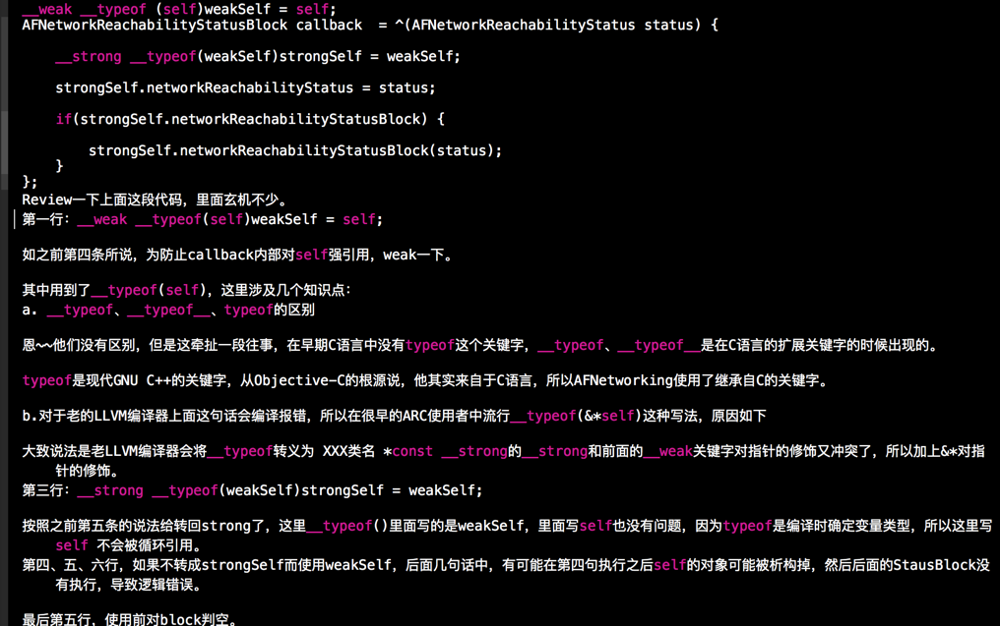 __weak __typeof (self)weakSelf = self;
AFNetworkReachabilityStatusBlock callback  = ^(AFNetworkReachabilityStatus status) {
__strong __typeof(weakSelf)strongSelf = weakSelf;
strongSelf.networkReachabilityStatus = status;
if(strongSelf.networkReachabilityStatusBlock) {
strongSelf.networkReachabilityStatusBlock(status);
}
};
Review一下上面这段代码，里面玄机不少。
第一行：__weak __typeof(self)weakSelf = self;
如之前第四条所说，为防止callback内部对self强引用，weak一下。
其中用到了__typeof(self)，这里涉及几个知识点：
a. __typeof、__typeof__、typeof的区别
恩~~他们没有区别，但是这牵扯一段往事，在早期C语言中没有typeof这个关键字，__typeof、__typeof__是在C语言的扩展关键字的时候出现的。
typeof是现代GNU C++的关键字，从Objective-C的根源说，他其实来自于C语言，所以AFNetworking使用了继承自C的关键字。
b.对于老的LLVM编译器上面这句话会编译报错，所以在很早的ARC使用者中流行__typeof(&*self)这种写法，原因如下
大致说法是老LLVM编译器会将__typeof转义为 XXX类名 *const __strong的__strong和前面的__weak关键字对指针的修饰又冲突了，所以加上&*对指
针的修饰。
第三行：__strong __typeof(weakSelf)strongSelf = weakSelf;
按照之前第五条的说法给转回strong了，这里__typeof()里面写的是weakSelf，里面写self也没有问题，因为typeof是编译时确定变量类型，所以这里写
self 不会被循环引用。
第四、五、六行，如果不转成strongSelf而使用weakSelf，后面几句话中，有可能在第四句执行之后self的对象可能被析构掉，然后后面的StausBlock没
有执行，导致逻辑错误。
最后第五行，使用前对block判空。